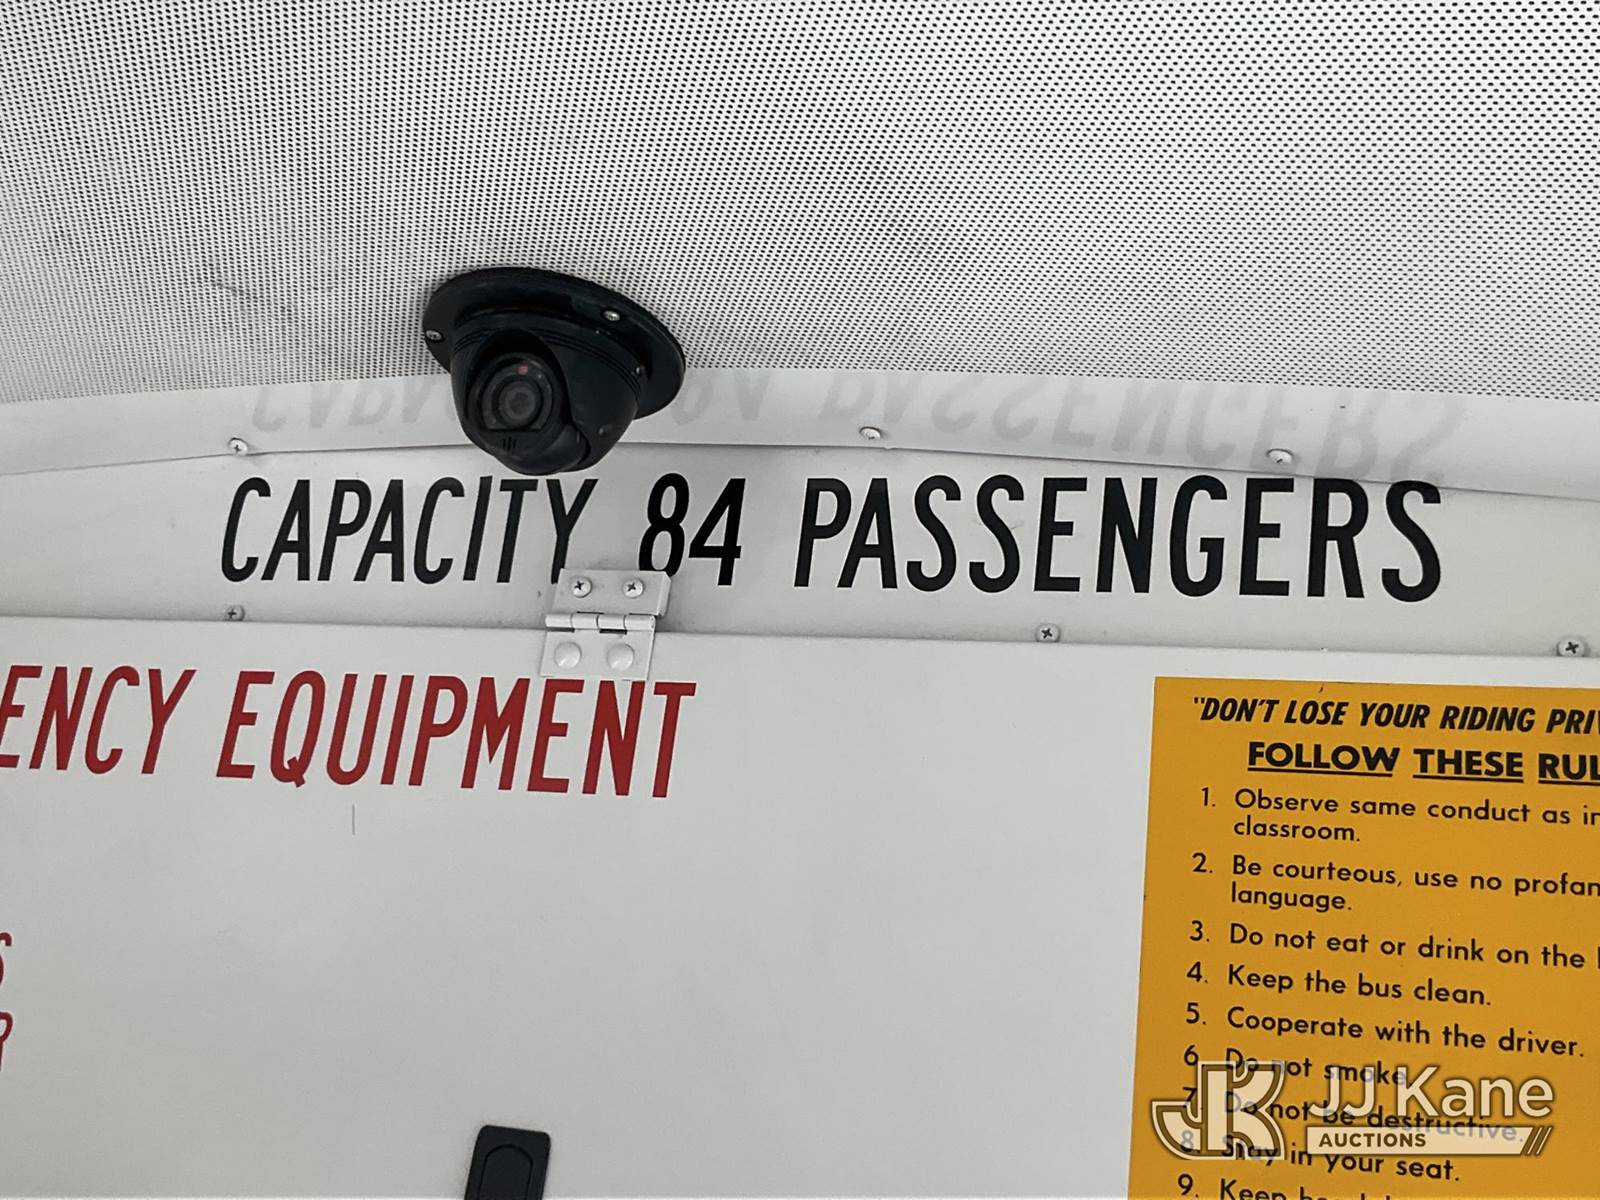 CAPACITY 84 PASSENGERS
ENCY EQUIPMENT
"DON'T LOSE YOUR RIDING PRIV
FOLLOW THESE RUL
1. Observe same conduct as in
classroom.
2. Be courteous, use no profan
language.
3. Do not eat or drink on the
4. Keep the bus clean.
5. Cooperate with the driver.
6. Do not smoke.
7. Do not be destructive.
8. Stay in your seat.
9. Keep
JJ Kane
AUCTIONS